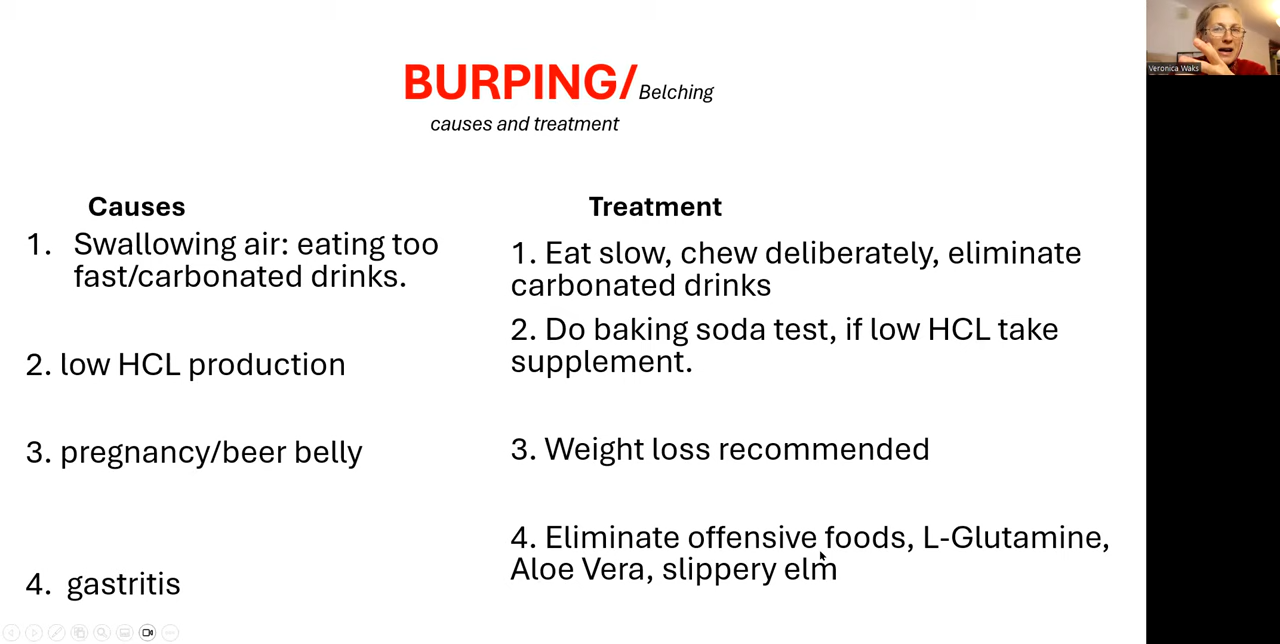 BURPING/ Belching
causes and treatment
Causes
1. Swallowing air: eating too
fast/carbonated drinks.
2. low HCL production
3. pregnancy/beer belly
4. gastritis
Treatment
1. Eat slow, chew deliberately, eliminate
carbonated drinks
2. Do baking soda test, if low HCL take
supplement.
3. Weight loss recommended
4. Eliminate offensive foods, L-Glutamine,
Aloe Vera, slippery elm
Veronica Waks